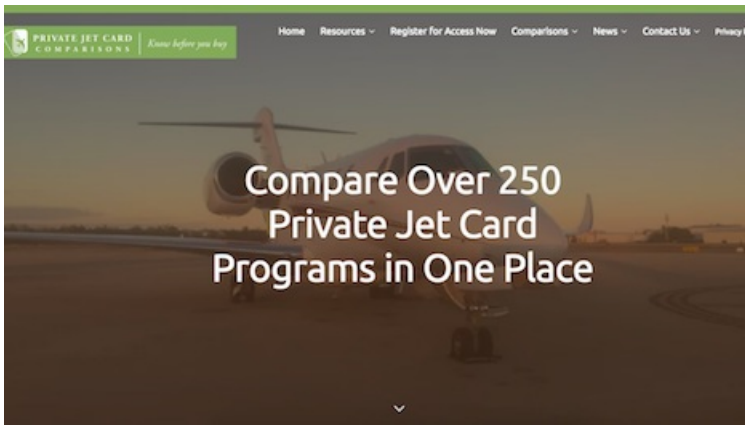 PRIVATE JET CARD
COMPARISONS
Know before you buy
Home Resources Register for Access Now Comparisons News Contact Us Privacy
Compare Over 250
Private Jet Card
Programs in One Place